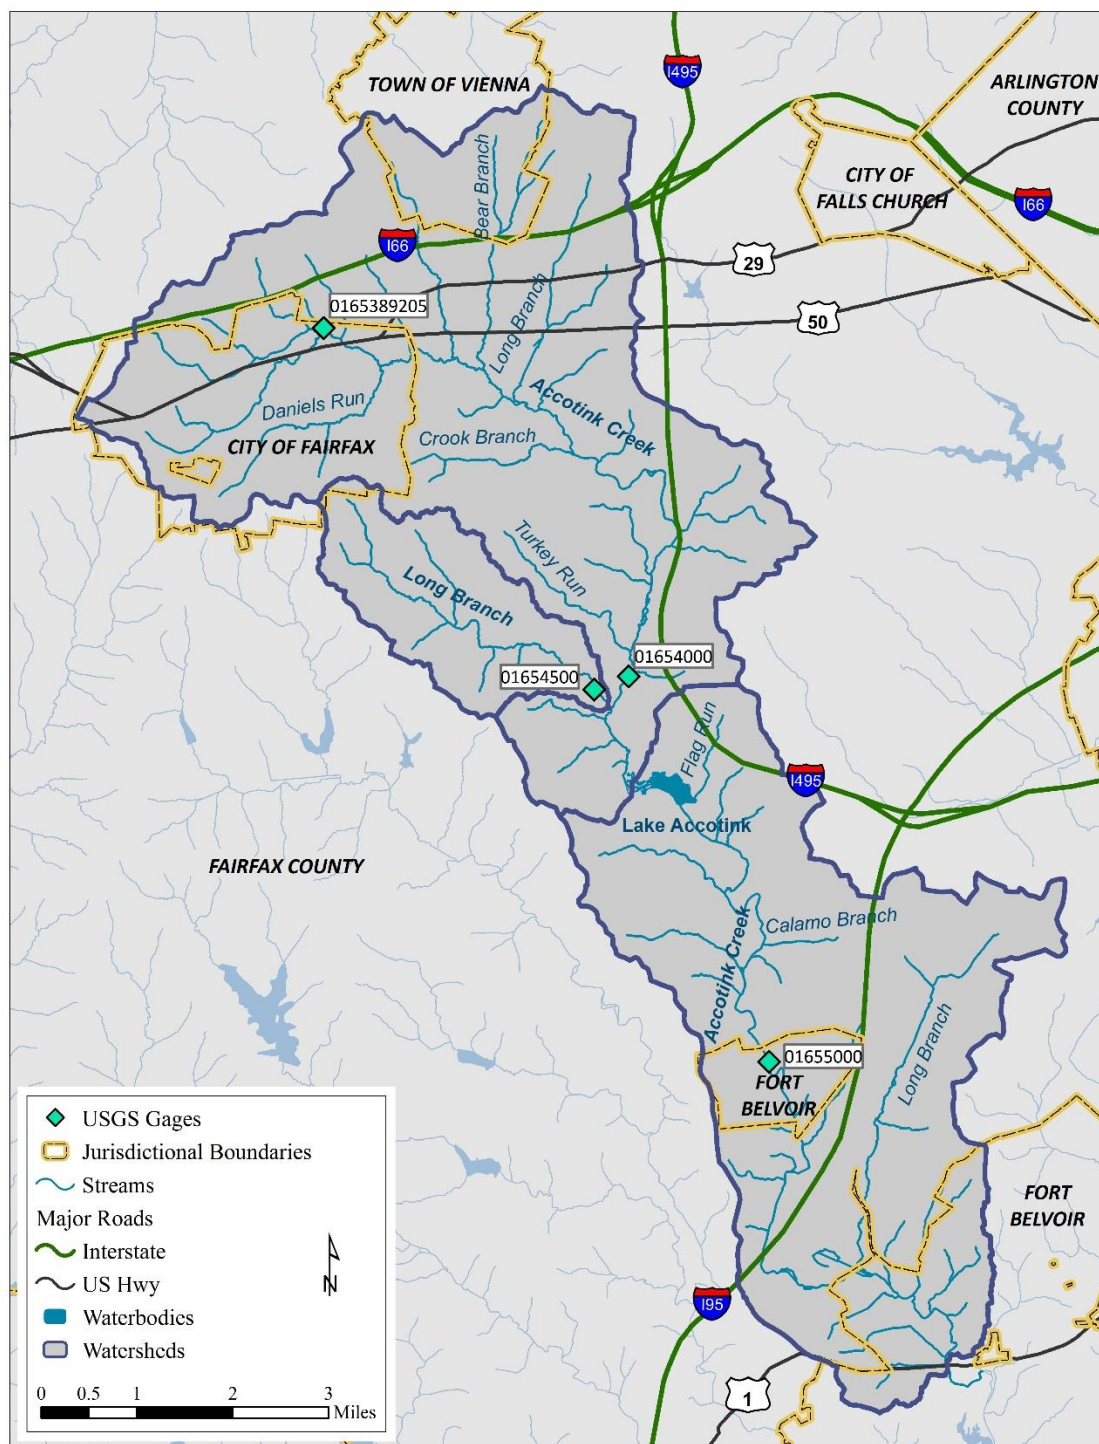 TOWN OF VIENNA
I495
ARLINGTON
COUNTY
CITY OF
FALLS CHURCH
I66
Bear Branch
I66
29
50
0165389205
Long Branch
Accotink Creek
Daniels Run
CITY OF FAIRFAX
Crook Branch
Turkey Run
Long Branch
01654000
01654500
Flag Run
I495
Lake Accotink
FAIRFAX COUNTY
Calamo Branch
Accotink Creek
Long Branch
01655000
FORT
BELVOIR
FORT
BELVOIR
I95
1
USGS Gages
Jurisdictional Boundaries
Streams
Major Roads
Interstate
US Hwy
Waterbodies
Watersheds
N
0 0.5 1 2 3
Miles